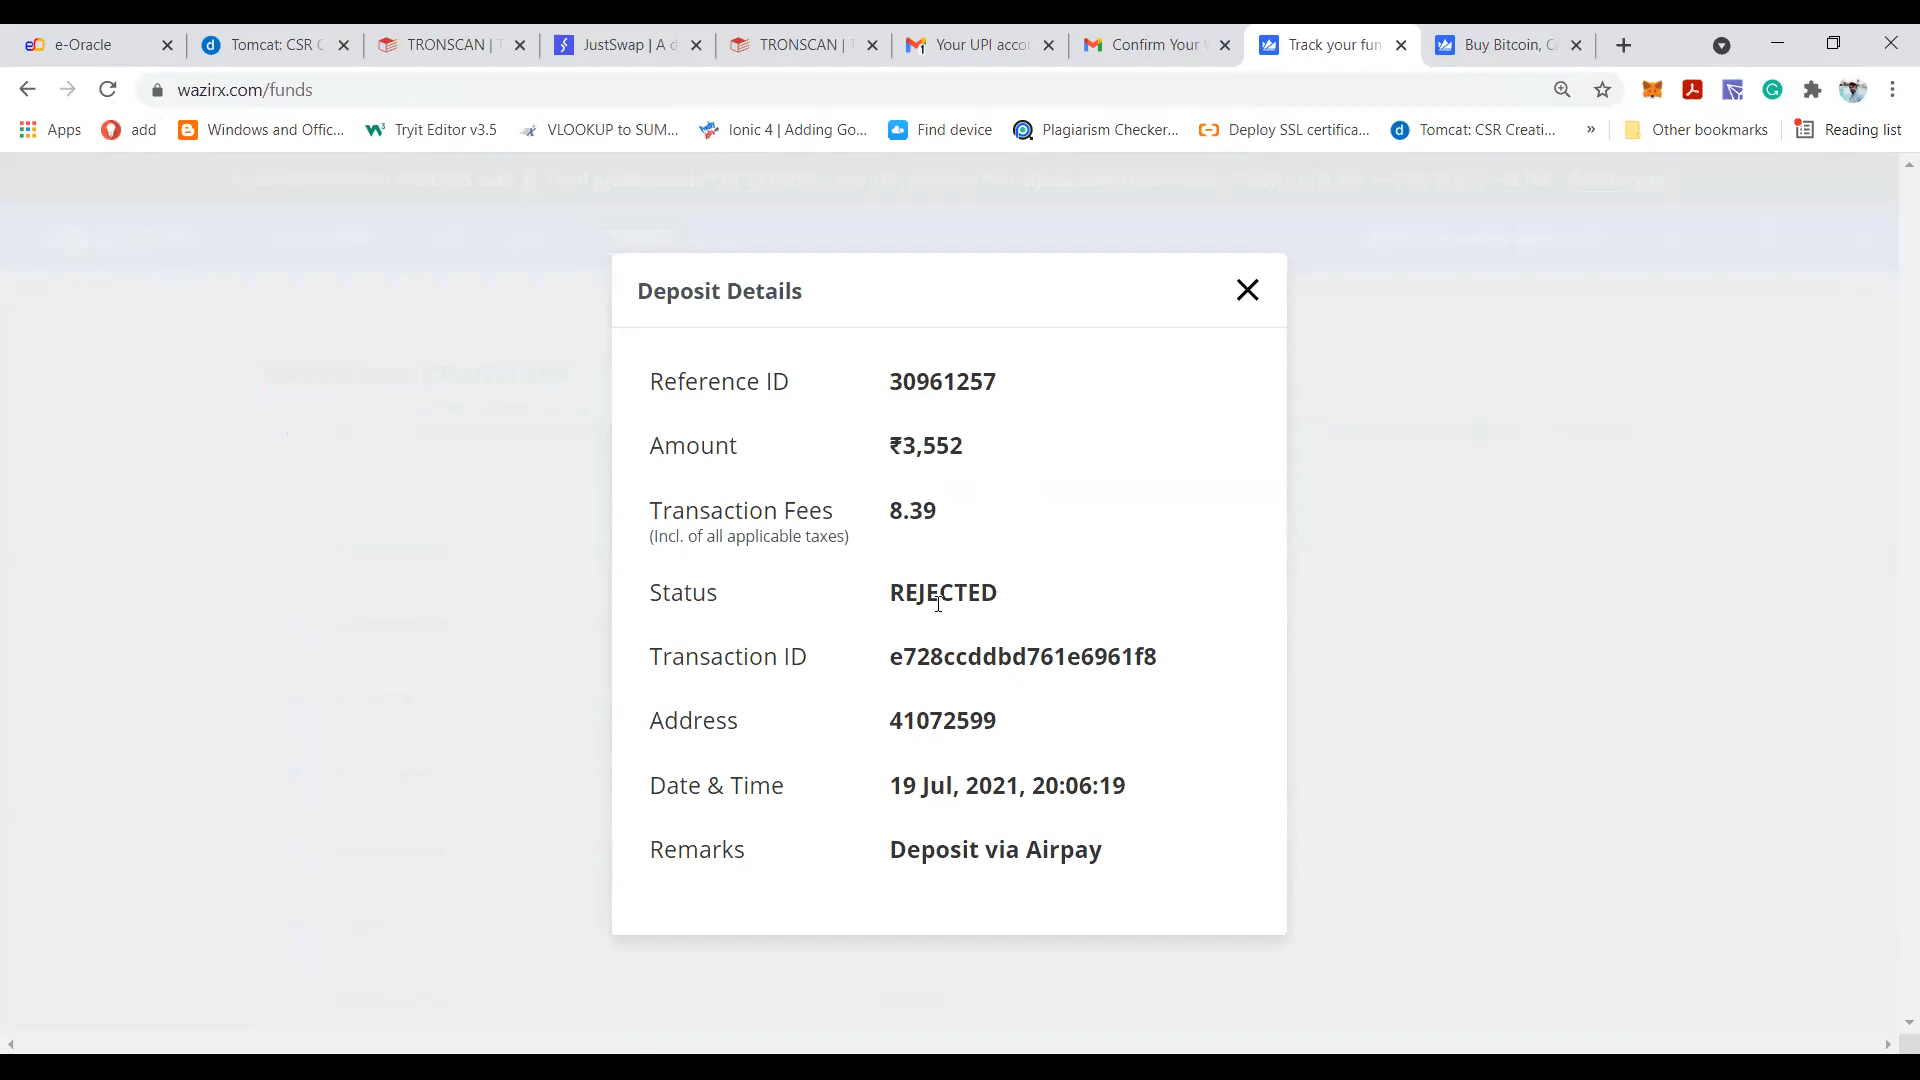 e-Oracle
Tomcat: CSR C
TRONSCAN | T
JustSwap | A d
TRONSCAN | T
Your UPI acco
Confirm Your
Track your fun
Buy Bitcoin, C
wazirx.com/funds
Apps
add
Windows and Offic...
Tryit Editor v3.5
VLOOKUP to SUM...
Ionic 4 | Adding Go...
Find device
Plagiarism Checker...
Deploy SSL certifica...
Tomcat: CSR Creati...
»
Other bookmarks
Reading list
Deposit Details
Reference ID 30961257
Amount ₹3,552
Transaction Fees 8.39
(Incl. of all applicable taxes)
Status REJECTED
Transaction ID e728ccddbd761e6961f8
Address 41072599
Date & Time 19 Jul, 2021, 20:06:19
Remarks Deposit via Airpay